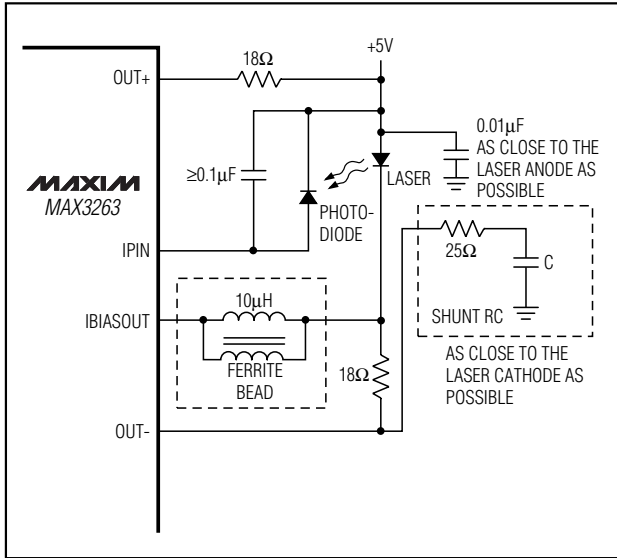 +5V
18Ω
OUT+
0.01µF
AS CLOSE TO THE
LASER ANODE AS
POSSIBLE
≥0.1µF
LASER
MAXIM
MAX3263
PHOTO-
DIODE
IPIN
25Ω
C
SHUNT RC
10µH
IBIASOUT
FERRITE
BEAD
18Ω
AS CLOSE TO THE
LASER CATHODE AS
POSSIBLE
OUT-